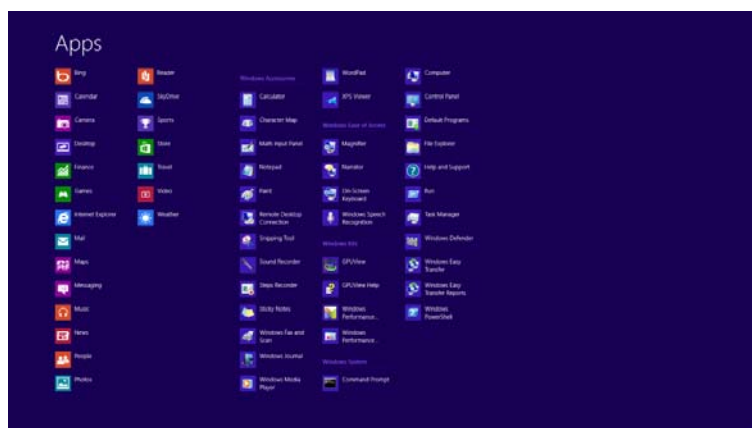 Apps
Bing
Calendar
Camera
Desktop
Finance
Games
Internet Explorer
Mail
Maps
Messaging
Music
News
People
Photos
Reader
SkyDrive
Sports
Store
Travel
Video
Weather
Windows Accessories
Calculator
Character Map
Math Input Panel
Notepad
Paint
Remote Desktop
Connection
Snipping Tool
Sound Recorder
Steps Recorder
Sticky Notes
Windows Fax and
Scan
Windows Journal
Windows Media
Player
WordPad
XPS Viewer
Windows Ease of Access
Magnifier
Narrator
On-Screen
Keyboard
Windows Speech
Recognition
Windows Kits
GPUView
GPUView Help
Windows
Performance...
Windows
Performance...
Windows System
Command Prompt
Computer
Control Panel
Default Programs
File Explorer
Help and Support
Run
Task Manager
Windows Defender
Windows Easy
Transfer
Windows Easy
Transfer Reports
Windows
PowerShell